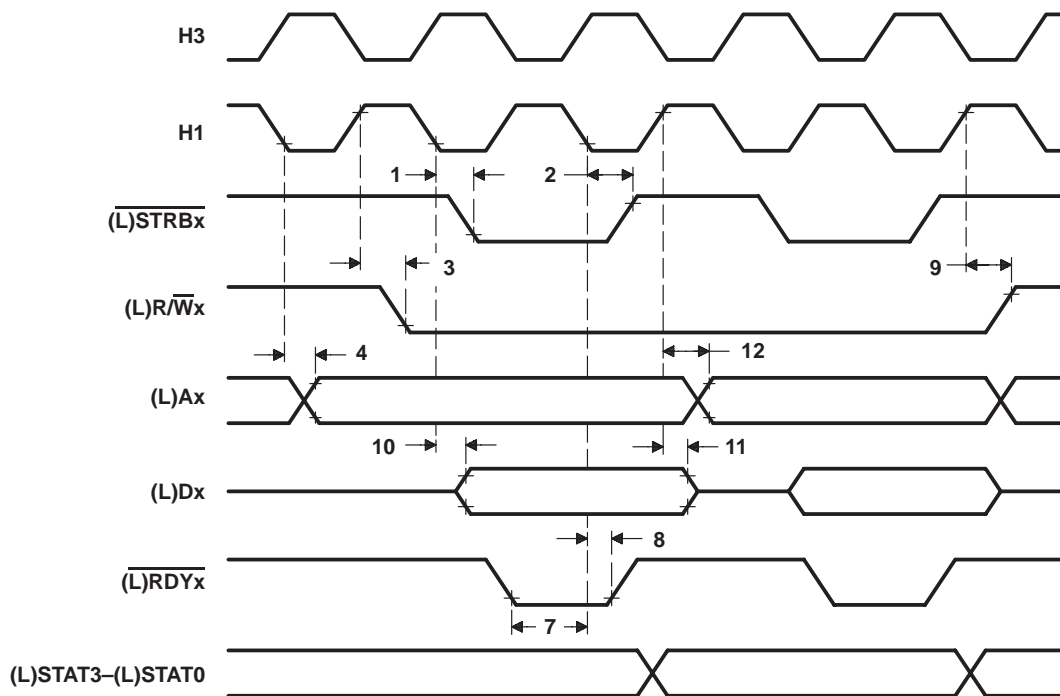 H3
H1
1
2
(L)STRBx
3
9
(L)R/Wx
4
12
(L)Ax
10
11
(L)Dx
8
(L)RDYx
7
(L)STAT3–(L)STAT0